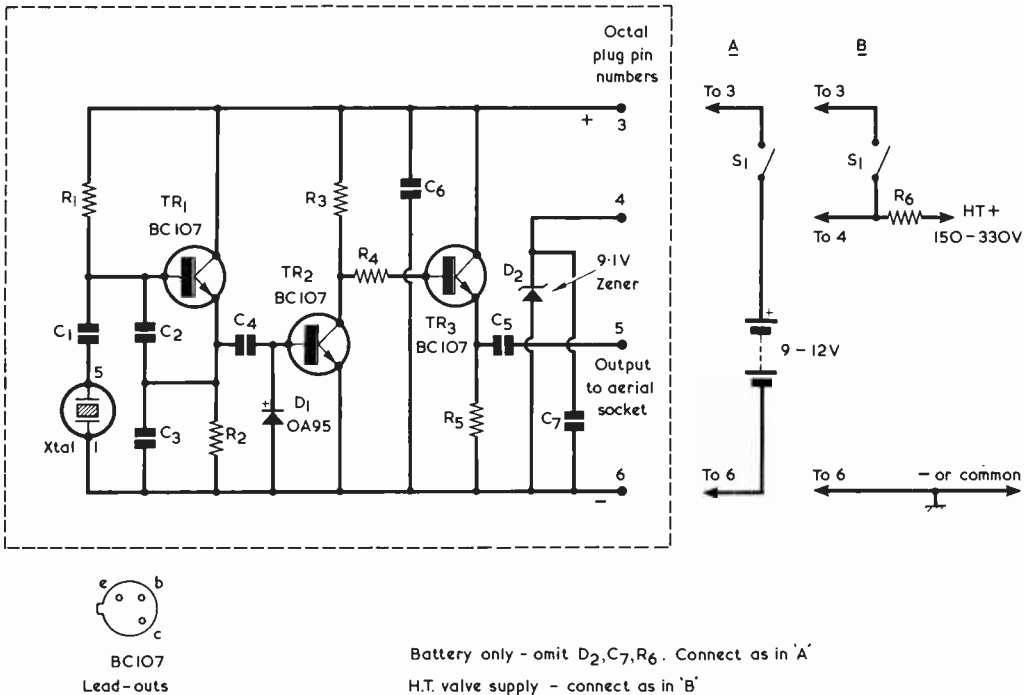 Octal
plug pin
numbers
A
B
To 3
To 3
+
3
S1
S1
R1
TR1
BC107
R3
C6
4
R6
HT+
150-330V
To 4
R4
D2
9·1V
Zener
TR2
BC107
C1
C2
C4
TR3
BC107
C5
5
+
9-12V
Output
to aerial
socket
5
D1
+
OA95
R5
C7
Xtal
1
C3
R2
To 6
To 6
- or common
6
-
e
b
c
BC107
Lead-outs
Battery only - omit D2, C7, R6. Connect as in 'A'
H.T. valve supply - connect as in 'B'